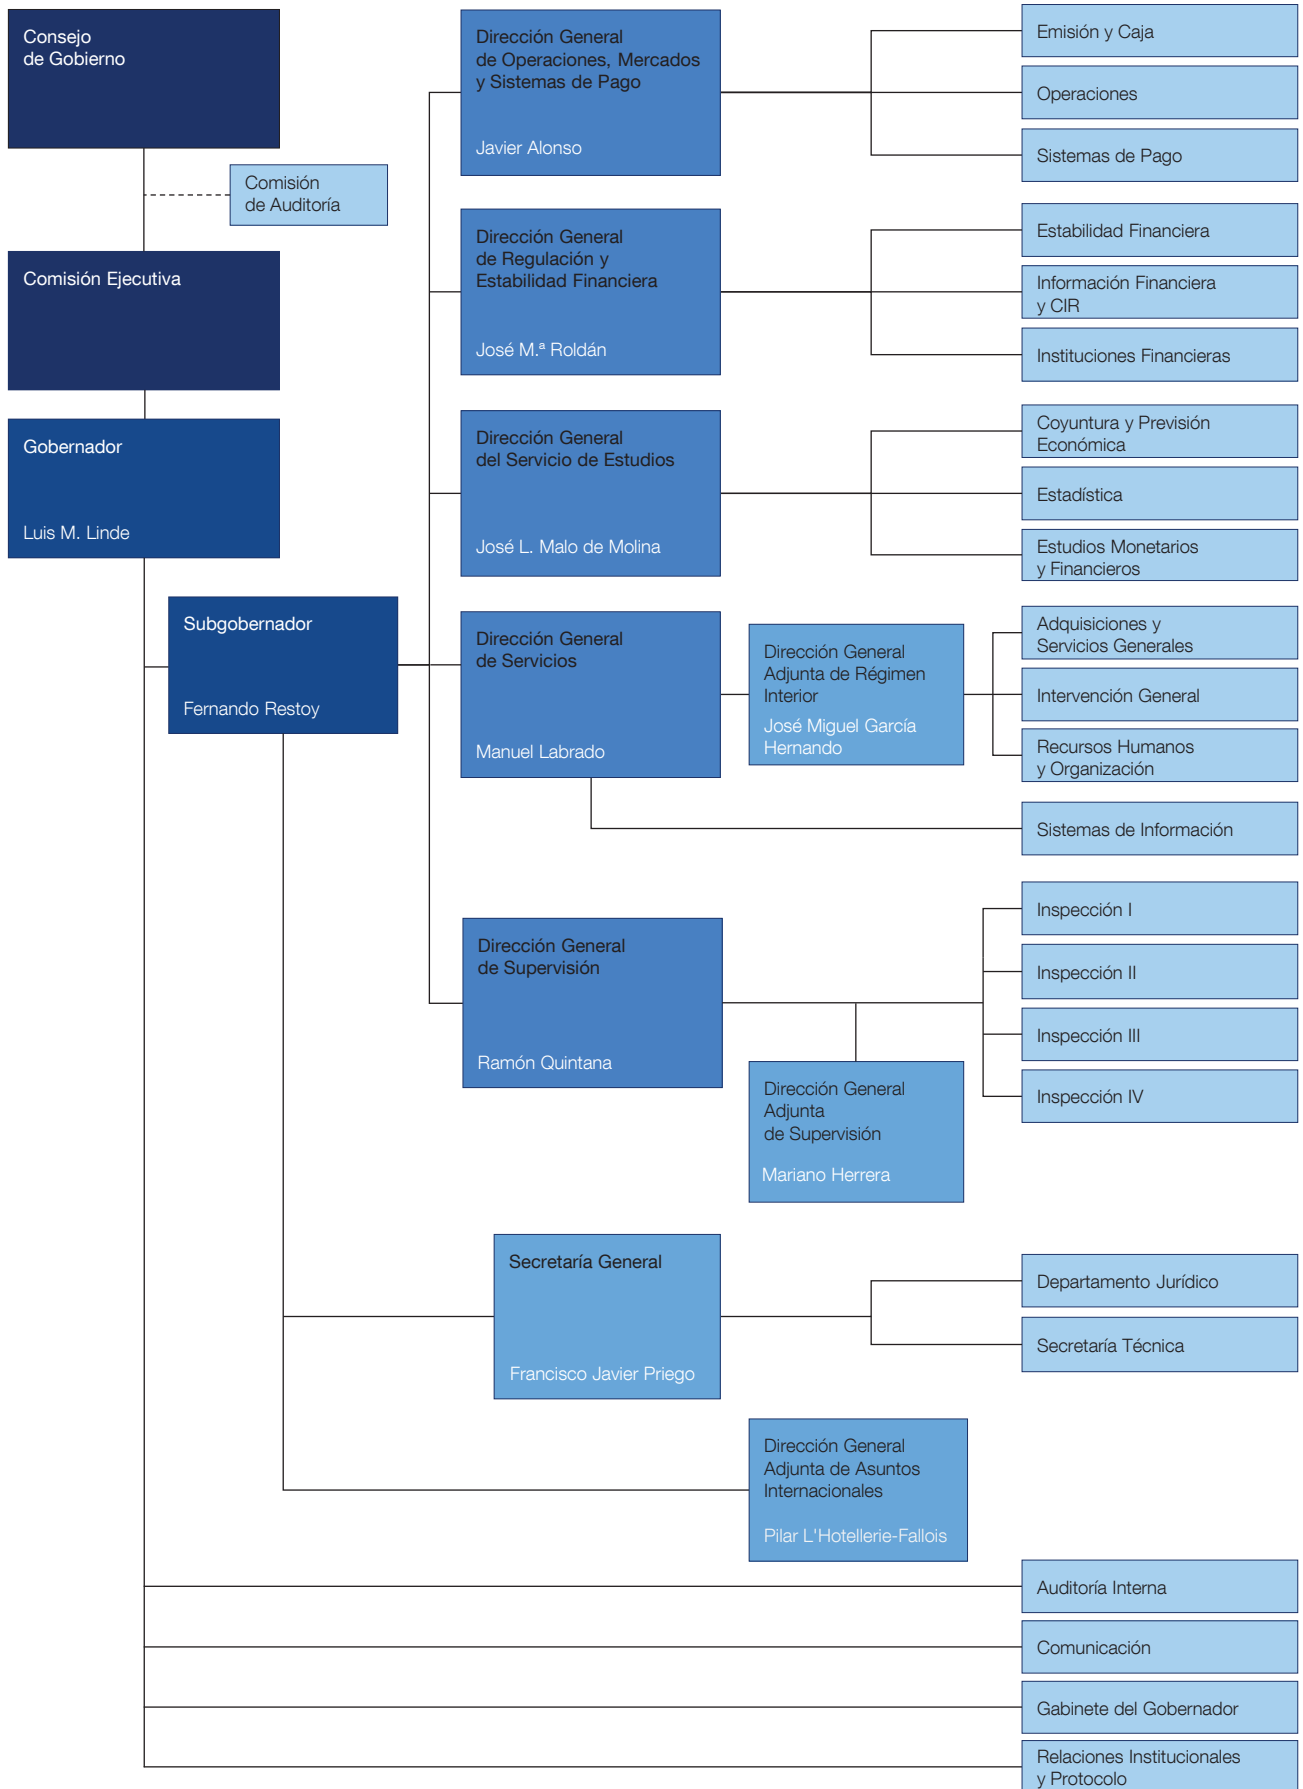 Consejo
de Gobierno
Comisión
de Auditoría
Comisión Ejecutiva
Gobernador
Luis M. Linde
Subgobernador
Fernando Restoy
Dirección General
de Operaciones, Mercados
y Sistemas de Pago
Javier Alonso
Emisión y Caja
Operaciones
Sistemas de Pago
Dirección General
de Regulación y
Estabilidad Financiera
José M.ª Roldán
Estabilidad Financiera
Información Financiera
y CIR
Instituciones Financieras
Dirección General
del Servicio de Estudios
José L. Malo de Molina
Coyuntura y Previsión
Económica
Estadística
Estudios Monetarios
y Financieros
Dirección General
de Servicios
Manuel Labrado
Dirección General
Adjunta de Régimen
Interior
José Miguel García
Hernando
Adquisiciones y
Servicios Generales
Intervención General
Recursos Humanos
y Organización
Sistemas de Información
Dirección General
de Supervisión
Ramón Quintana
Dirección General
Adjunta
de Supervisión
Mariano Herrera
Inspección I
Inspección II
Inspección III
Inspección IV
Secretaría General
Francisco Javier Priego
Departamento Jurídico
Secretaría Técnica
Dirección General
Adjunta de Asuntos
Internacionales
Pilar L'Hotellerie-Fallois
Auditoría Interna
Comunicación
Gabinete del Gobernador
Relaciones Institucionales
y Protocolo